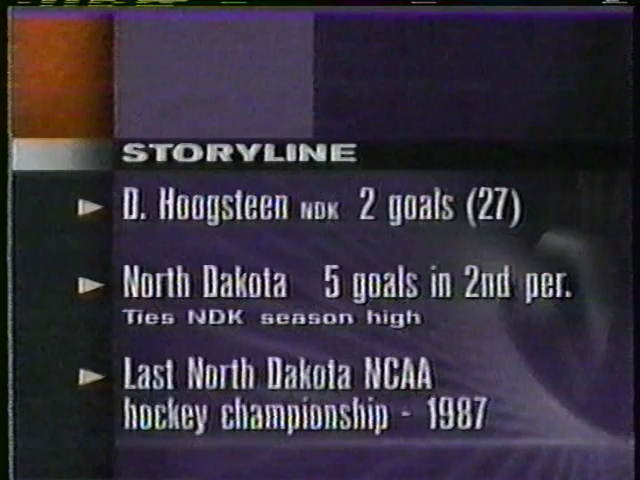 STORYLINE
D. Hoogsteen NDK 2 goals (27)
North Dakota 5 goals in 2nd per.
Ties NDK season high
Last North Dakota NCAA
hockey championship - 1987